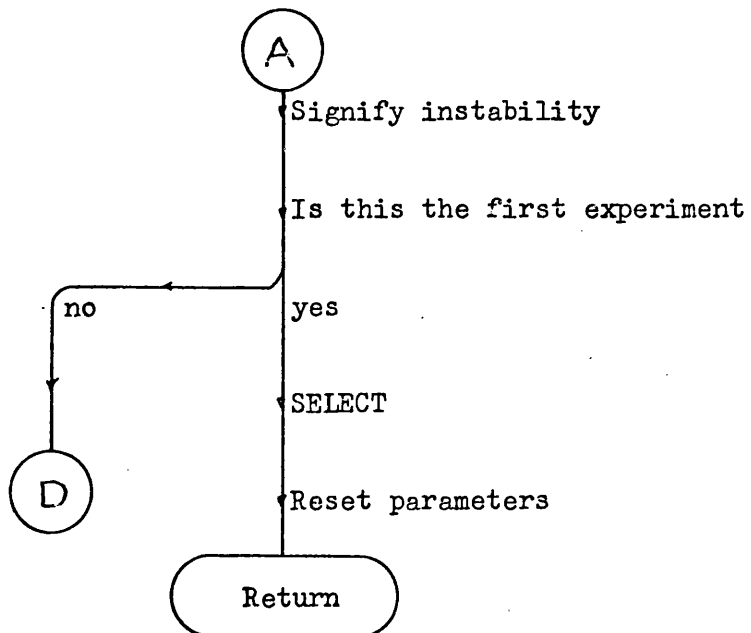 A
Signify instability
Is this the first experiment
no
yes
SELECT
D
Reset parameters
Return